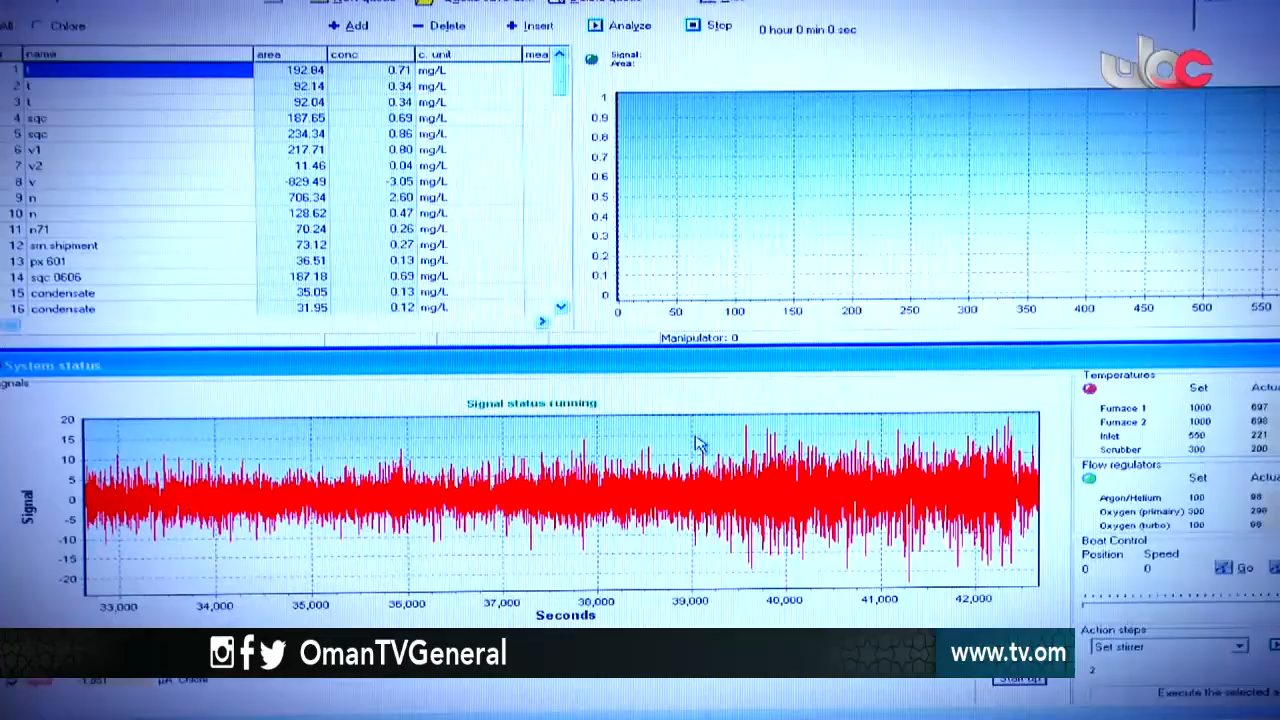 All Chlore + Add - Delete + Insert Analyze Stop 0 hour 0 min 0 sec
name area conc c. unit mea
1 t 192.84 0.71 mg/L
2 t 92.14 0.34 mg/L
3 t 92.04 0.34 mg/L
4 sqc 187.65 0.69 mg/L
5 sqc 234.34 0.86 mg/L
6 v1 217.71 0.80 mg/L
7 v2 11.46 0.04 mg/L
8 v -829.49 -3.05 mg/L
9 n 706.34 2.60 mg/L
10 n 128.62 0.47 mg/L
11 n71 70.24 0.26 mg/L
12 srn shipment 73.12 0.27 mg/L
13 px 601 36.51 0.13 mg/L
14 sqc 0606 187.18 0.69 mg/L
15 condensate 35.05 0.13 mg/L
16 condensate 31.95 0.12 mg/L
Signal:
Area:
1
0.9
0.8
0.7
0.6
0.5
0.4
0.3
0.2
0.1
0
0 50 100 150 200 250 300 350 400 450 500 550
Manipulator: 0
System status
ignals
Signal status running
20
15
10
5
0
-5
-10
-15
-20
Signal
33,000 34,000 35,000 36,000 37,000 38,000 39,000 40,000 41,000 42,000
Seconds
Temperatures
Set Actu
Furnace 1 1000 697
Furnace 2 1000 698
Inlet 550 221
Scrubber 300 200
Flow regulators
Set Actu
Argon/Helium 100 98
Oxygen (primairy) 300 298
Oxygen (turbo) 100 99
Boat Control
Position Speed
0 0 Go
Action steps
Set stirrer
2
Execute the selected
Start up
OmanTVGeneral
www.tv.om